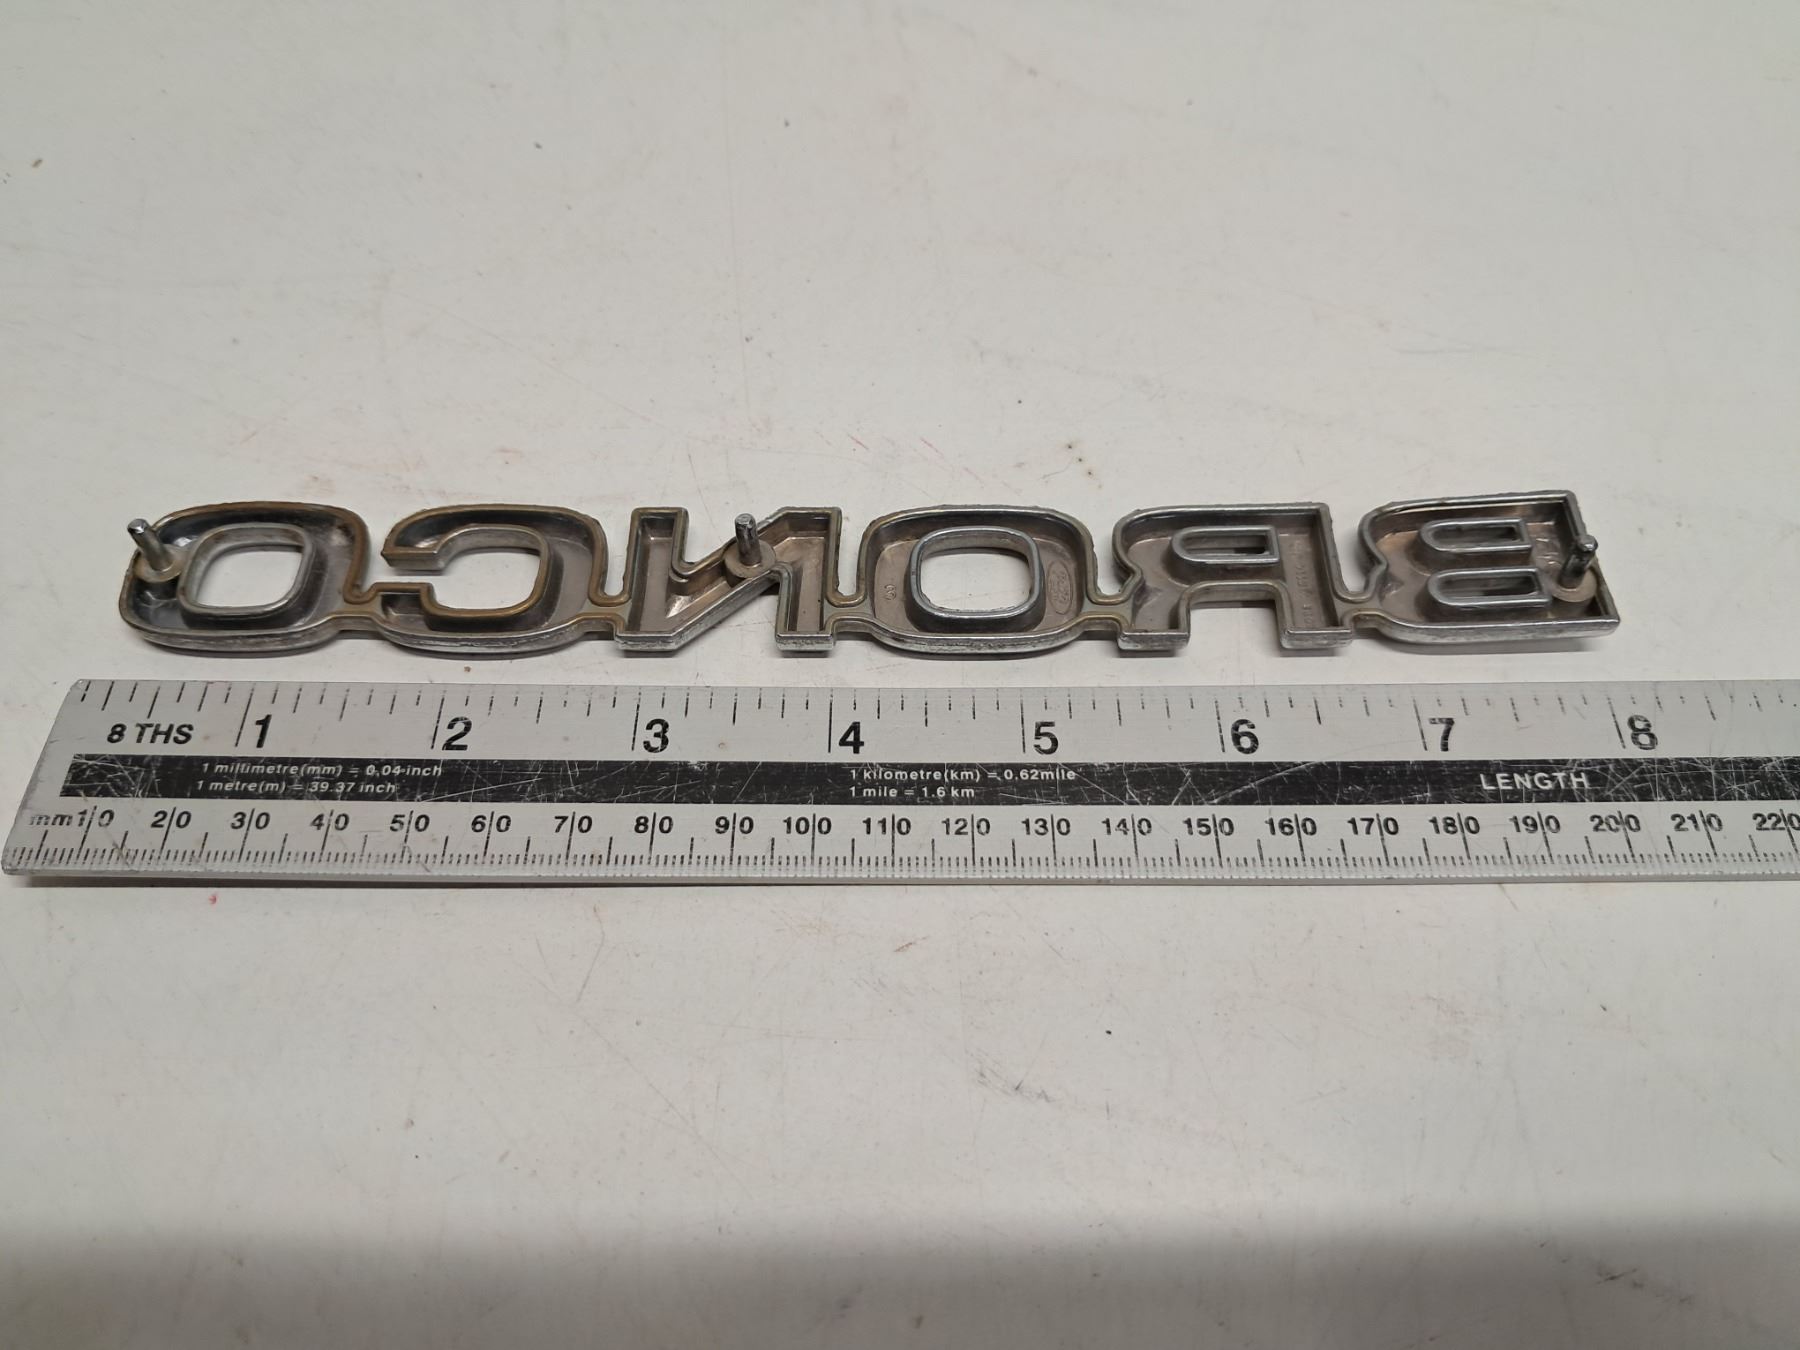 BRONCO
8 THS 1 2 3 4 5 6 7 8
1 millimetre(mm) = 0,04 inch 1 kilometre(km) = 0.62mile LENGTH
1 metre(m) = 39.37 inch 1 mile = 1.6 km
mm 10 20 30 40 50 60 70 80 90 100 110 120 130 140 150 160 170 180 190 200 210 220